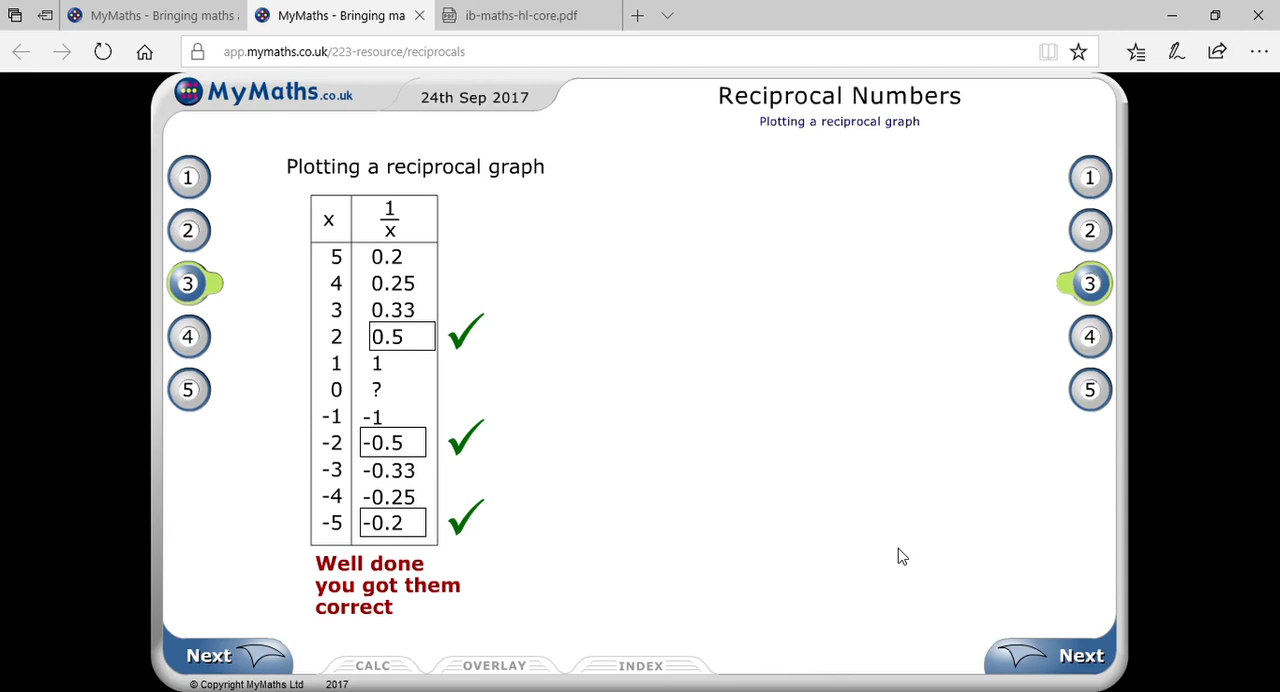 MyMaths - Bringing maths a
MyMaths - Bringing ma
ib-maths-hl-core.pdf
app.mymaths.co.uk/223-resource/reciprocals
MyMaths.co.uk
24th Sep 2017
Reciprocal Numbers
Plotting a reciprocal graph
1
2
3
4
5
Plotting a reciprocal graph
x 1/x
5 0.2
4 0.25
3 0.33
2 0.5
1 1
0 ?
-1 -1
-2 -0.5
-3 -0.33
-4 -0.25
-5 -0.2
Well done
you got them
correct
1
2
3
4
5
Next
CALC
OVERLAY
INDEX
Next
© Copyright MyMaths Ltd 2017